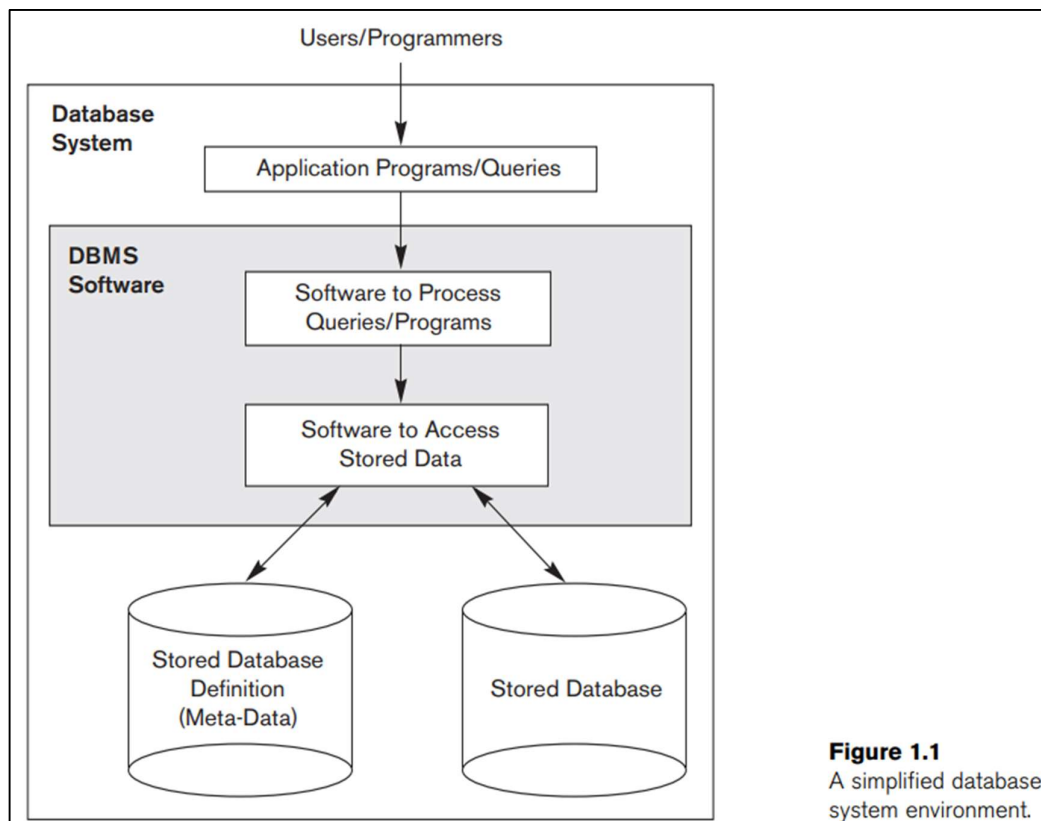 Users/Programmers
Database
System
Application Programs/Queries
DBMS
Software
Software to Process
Queries/Programs
Software to Access
Stored Data
Stored Database
Definition
(Meta-Data)
Stored Database
Figure 1.1
A simplified database
system environment.